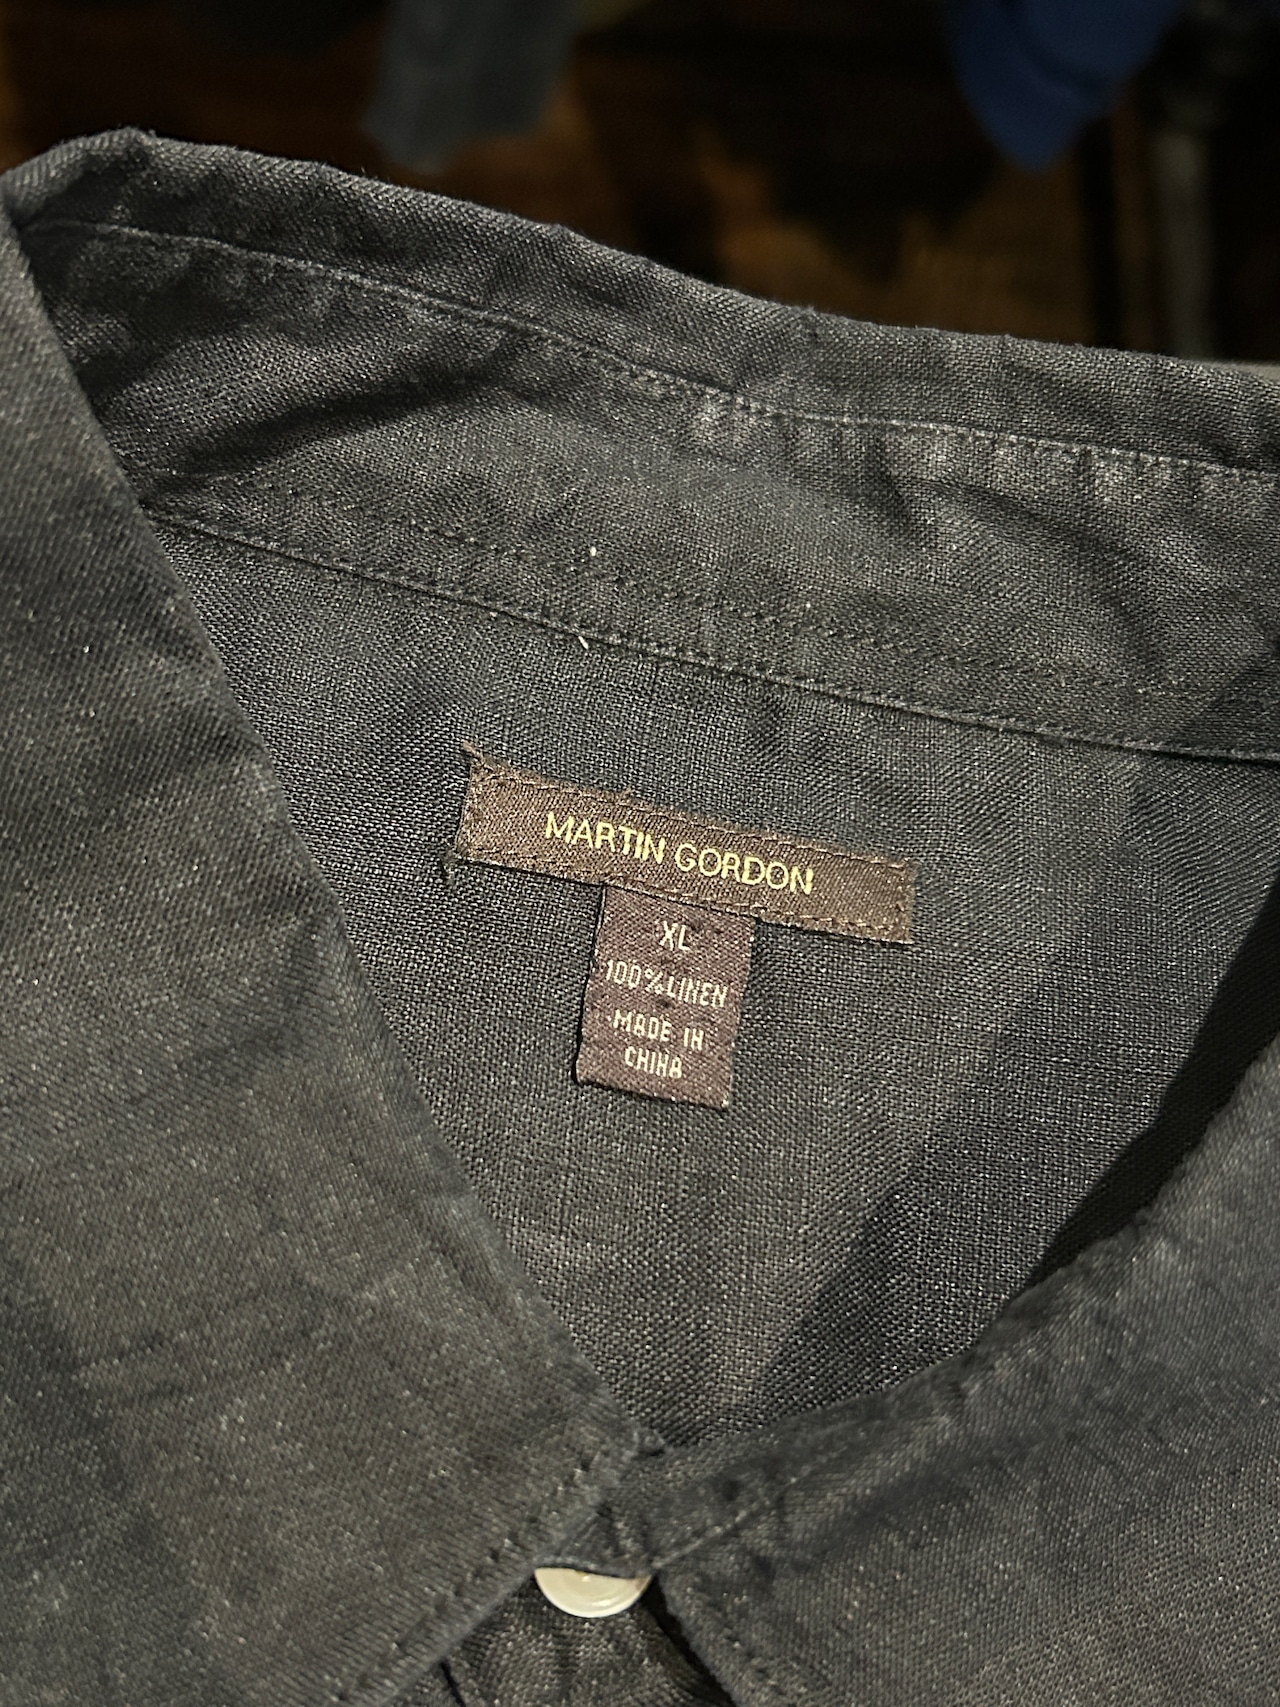 MARTIN GORDON
XL
100%LINEN
MADE IN
CHINA